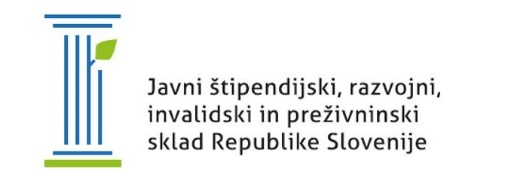 Javni štipendijski, razvojni,
invalidski in preživninski
sklad Republike Slovenije